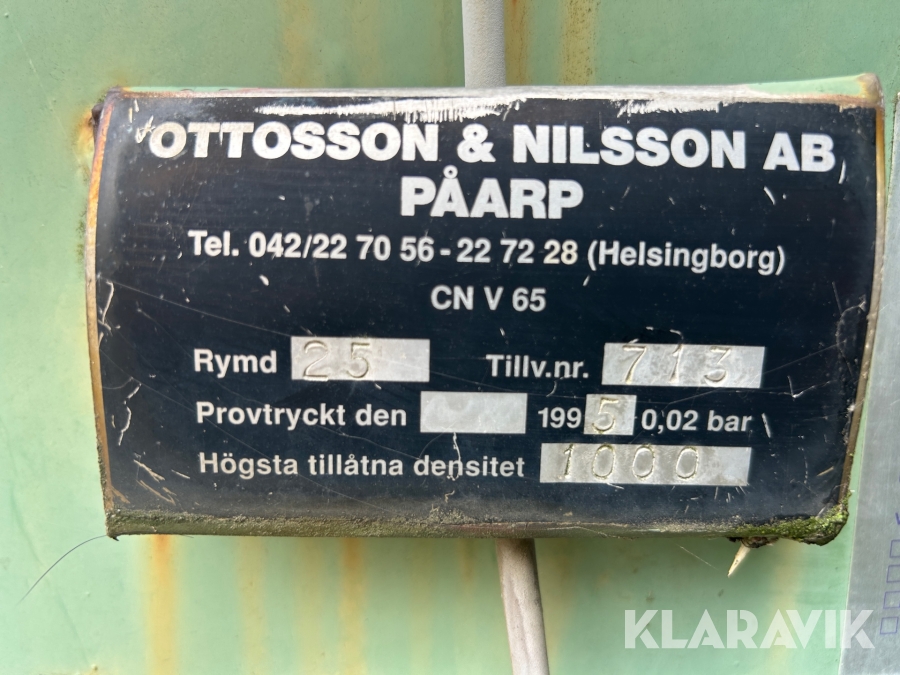 OTTOSSON & NILSSON AB
PÅARP
Tel. 042/22 70 56 - 22 72 28 (Helsingborg)
CN V 65
Rymd 25 Tillv.nr. 713
Provtryckt den 1995 0,02 bar
Högsta tillåtna densitet 1000
KLARAVIK